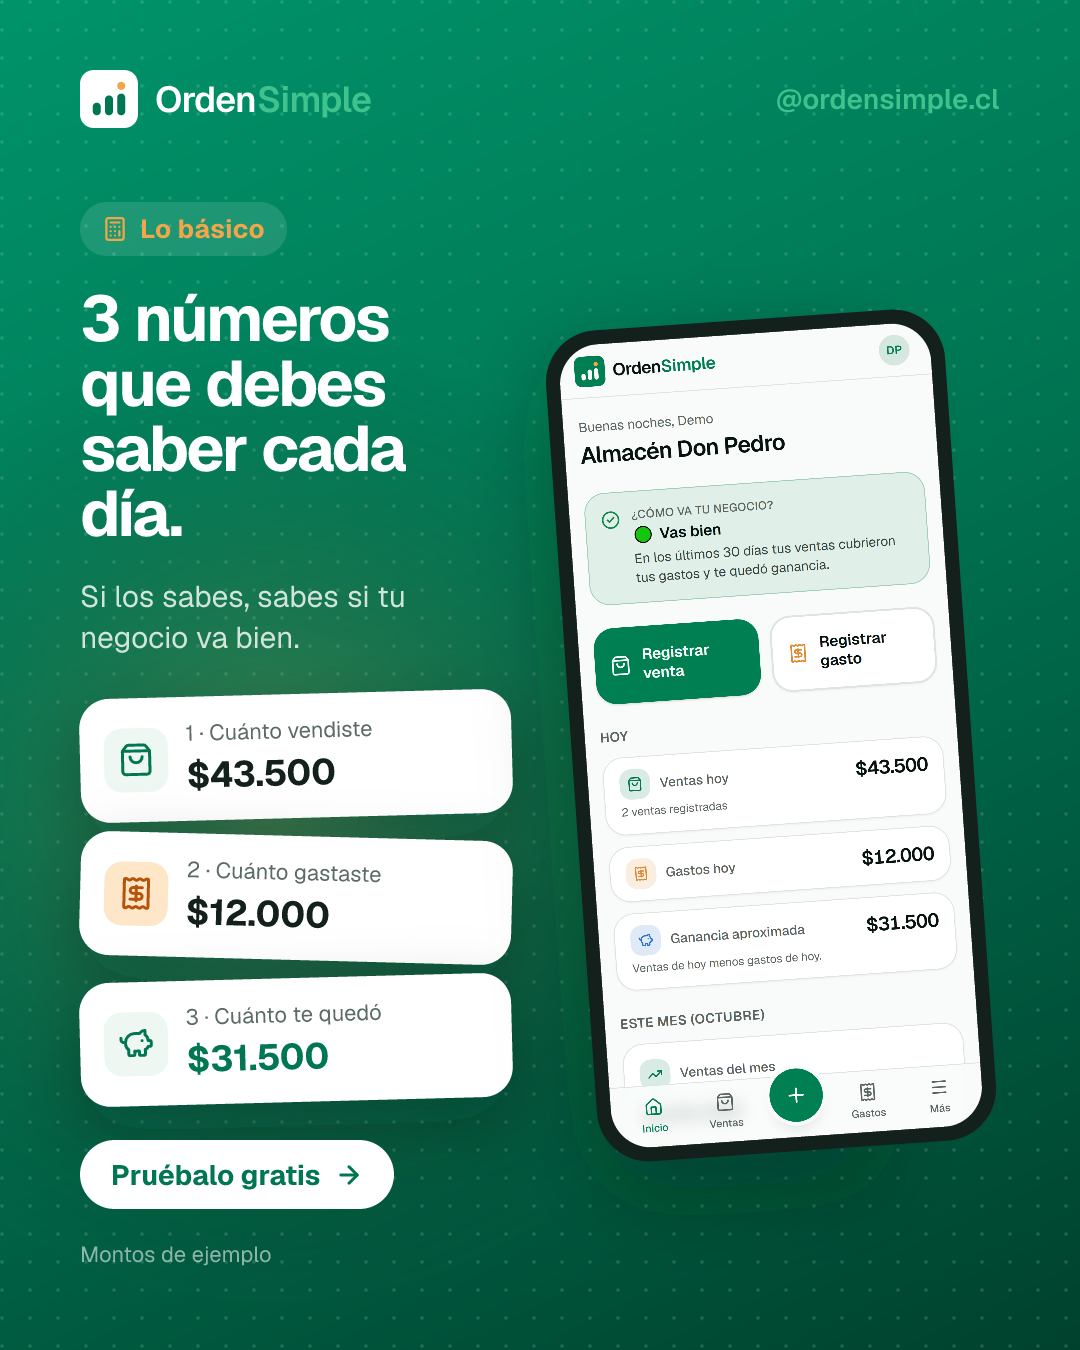 OrdenSimple
@ordensimple.cl
Lo básico
3 números
que debes
saber cada
día.
Si los sabes, sabes si tu
negocio va bien.
1 · Cuánto vendiste
$43.500
2 · Cuánto gastaste
$12.000
3 · Cuánto te quedó
$31.500
Pruébalo gratis →
Montos de ejemplo
OrdenSimple
DP
Buenas noches, Demo
Almacén Don Pedro
¿CÓMO VA TU NEGOCIO?
Vas bien
En los últimos 30 días tus ventas cubrieron
tus gastos y te quedó ganancia.
Registrar
venta
Registrar
gasto
HOY
Ventas hoy
$43.500
2 ventas registradas
Gastos hoy
$12.000
Ganancia aproximada
$31.500
Ventas de hoy menos gastos de hoy.
ESTE MES (OCTUBRE)
Ventas del mes
Inicio
Ventas
+
Gastos
Más